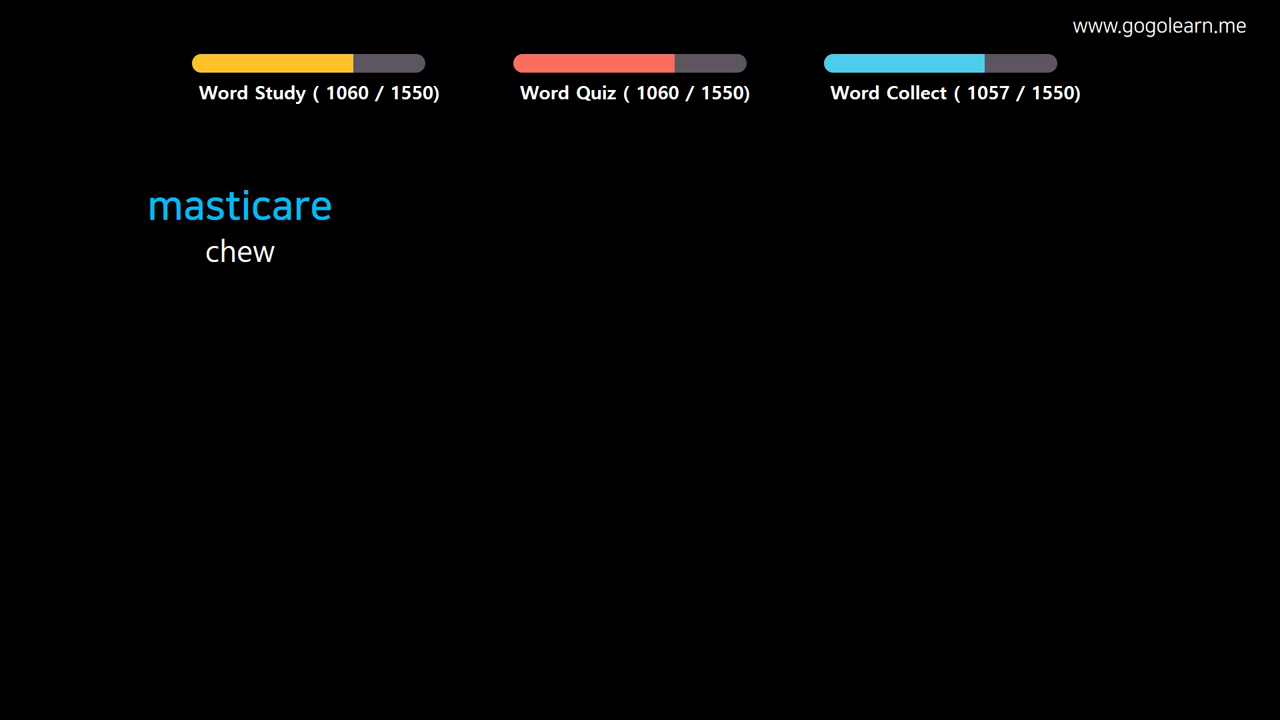 www.gogolearn.me
Word Study ( 1060 / 1550)
Word Quiz ( 1060 / 1550)
Word Collect ( 1057 / 1550)
masticare
chew